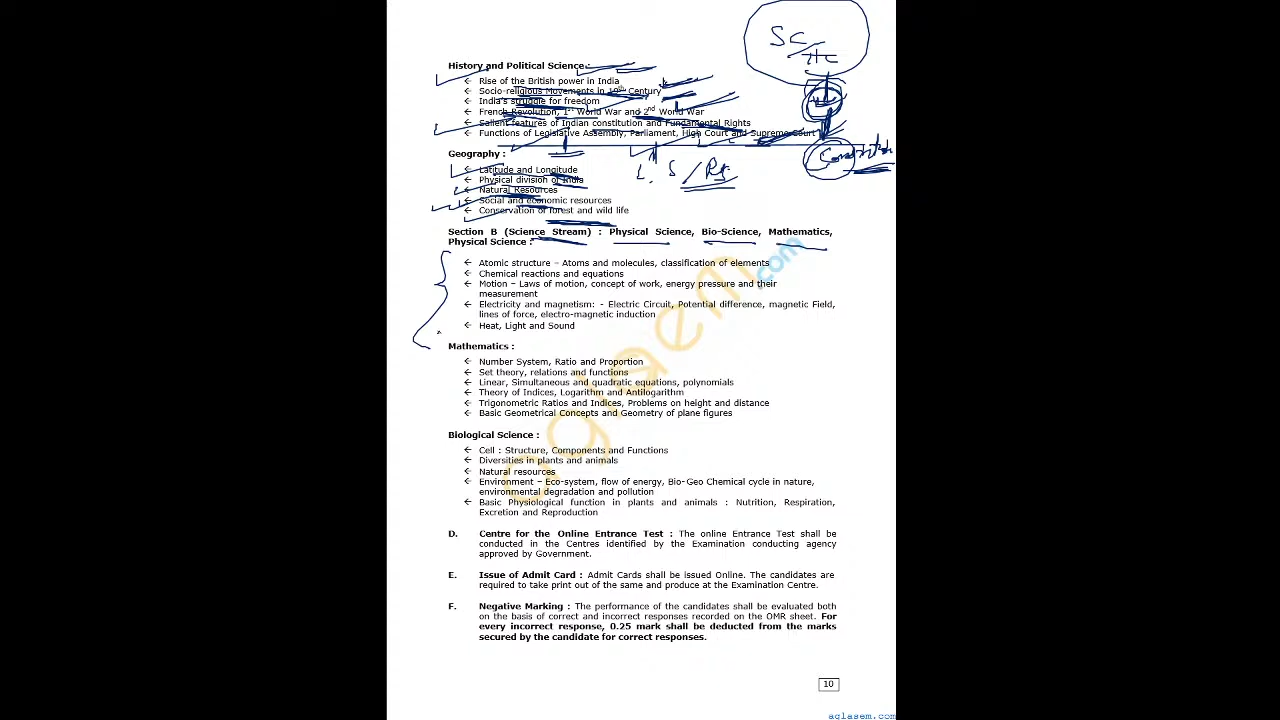 SC/HC
History and Political Science :
← Rise of the British power in India
← Socio-religious Movements in 19th Century
← India's struggle for freedom
← French Revolution, 1st World War and 2nd World War
← Salient features of Indian constitution and Fundamental Rights
← Functions of Legislative Assembly, Parliament, High Court and Supreme Court
Constitution
Geography :
← Latitude and Longitude
← Physical division of India
← Natural Resources
← Social and economic resources
← Conservation of forest and wild life
L.S/RS
Section B (Science Stream) : Physical Science, Bio-Science, Mathematics,
Physical Science :
← Atomic structure – Atoms and molecules, classification of elements
← Chemical reactions and equations
← Motion – Laws of motion, concept of work, energy pressure and their
measurement
← Electricity and magnetism: - Electric Circuit, Potential difference, magnetic Field,
lines of force, electro-magnetic induction
← Heat, Light and Sound
Mathematics :
← Number System, Ratio and Proportion
← Set theory, relations and functions
← Linear, Simultaneous and quadratic equations, polynomials
← Theory of Indices, Logarithm and Antilogarithm
← Trigonometric Ratios and Indices, Problems on height and distance
← Basic Geometrical Concepts and Geometry of plane figures
Biological Science :
← Cell : Structure, Components and Functions
← Diversities in plants and animals
← Natural resources
← Environment – Eco-system, flow of energy, Bio-Geo Chemical cycle in nature,
environmental degradation and pollution
← Basic Physiological function in plants and animals : Nutrition, Respiration,
Excretion and Reproduction
D. Centre for the Online Entrance Test : The online Entrance Test shall be
conducted in the Centres identified by the Examination conducting agency
approved by Government.
E. Issue of Admit Card : Admit Cards shall be issued Online. The candidates are
required to take print out of the same and produce at the Examination Centre.
F. Negative Marking : The performance of the candidates shall be evaluated both
on the basis of correct and incorrect responses recorded on the OMR sheet. For
every incorrect response, 0.25 mark shall be deducted from the marks
secured by the candidate for correct responses.
10
aglasem.com
aglasem.com